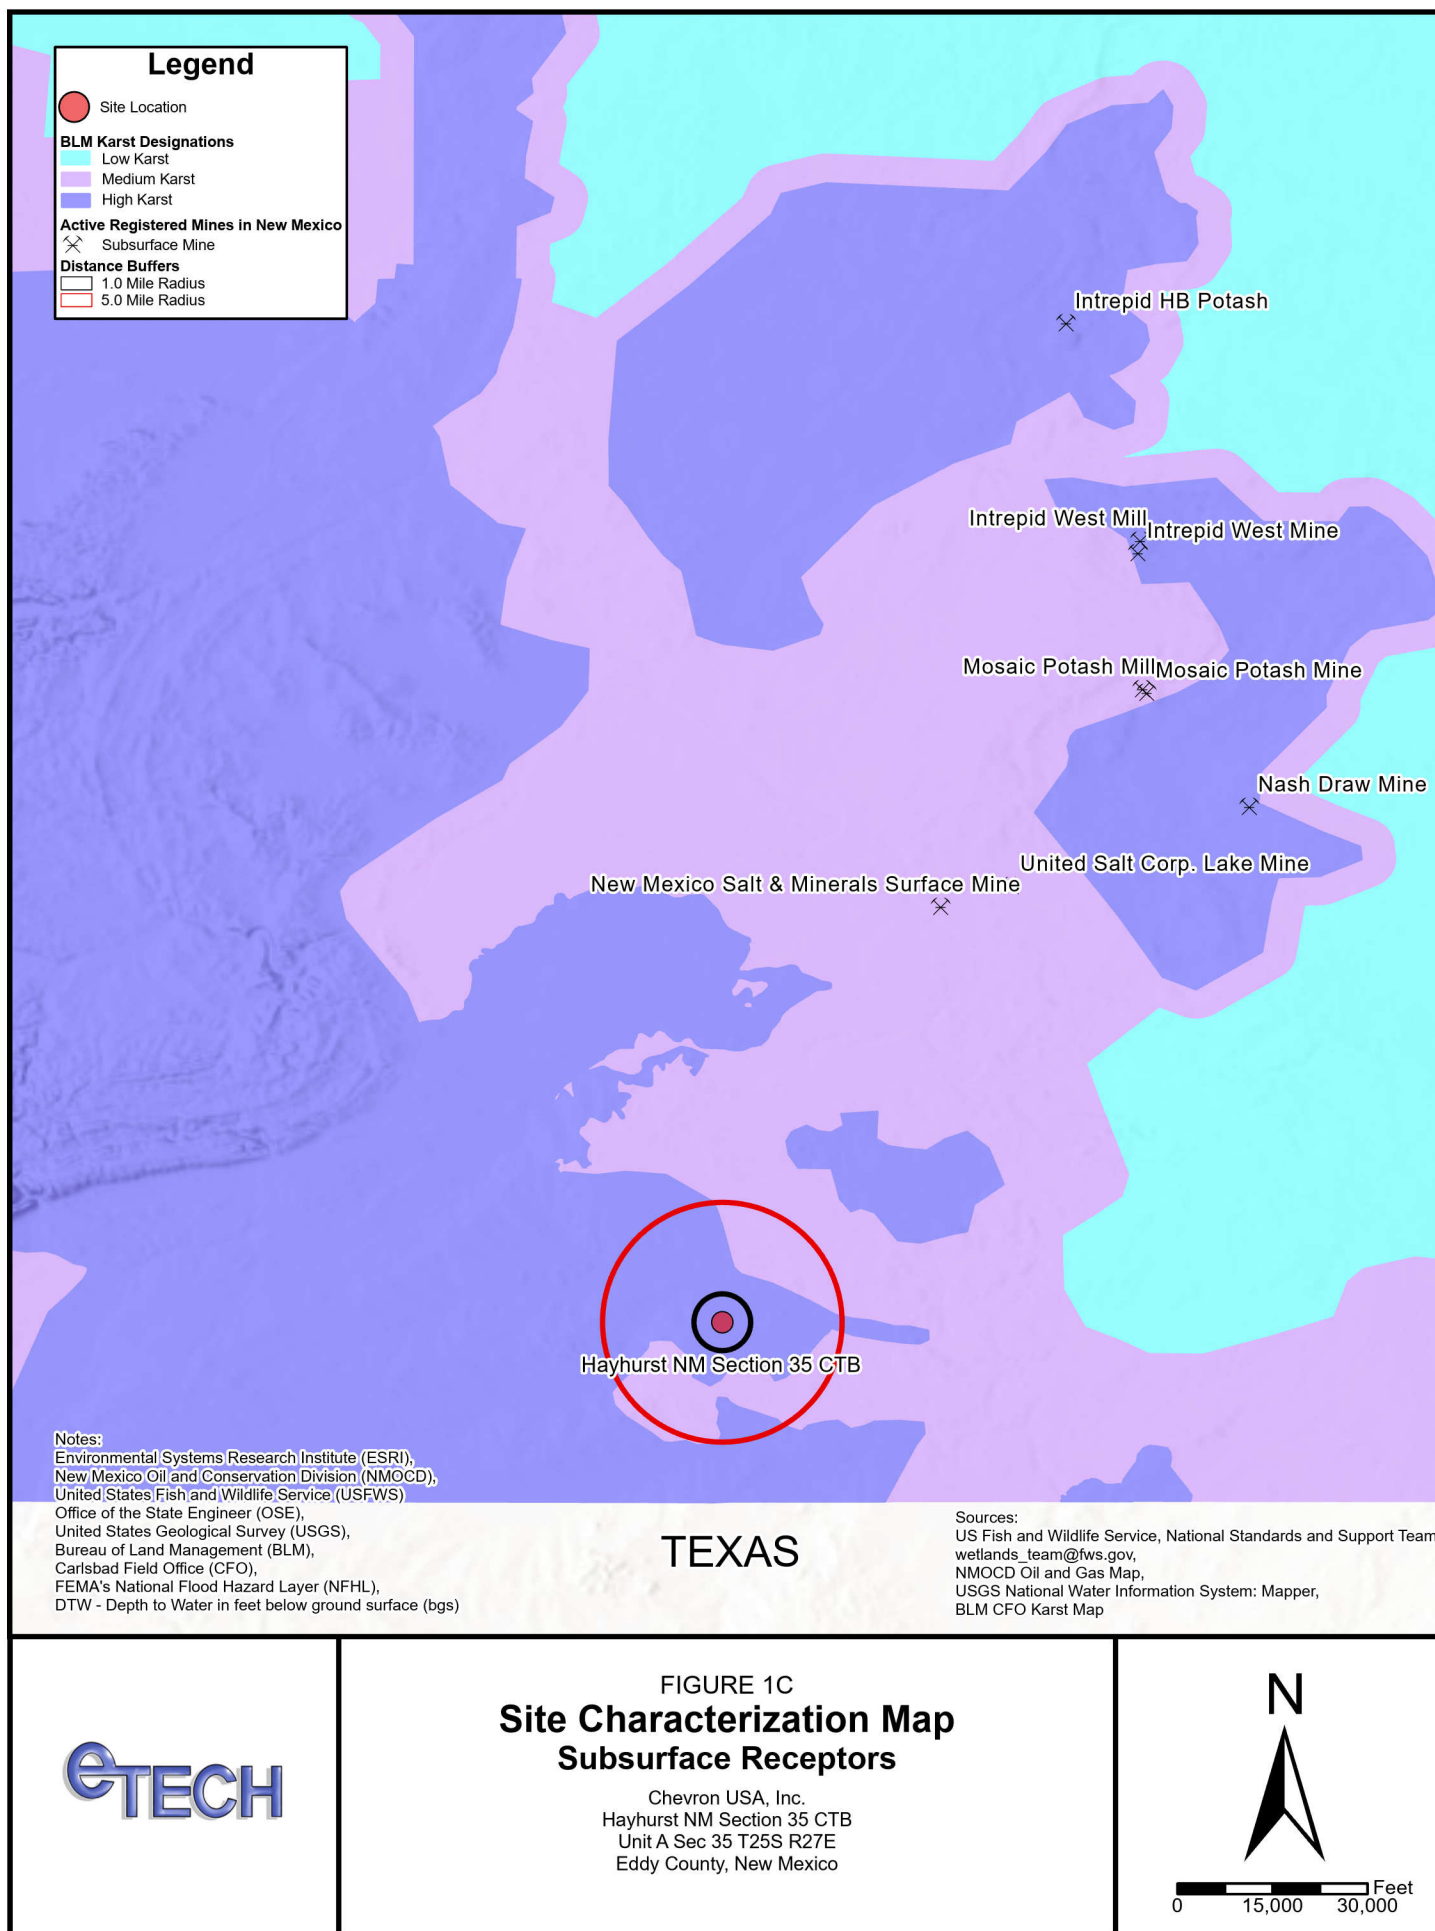 Legend
Site Location
BLM Karst Designations
Low Karst
Medium Karst
High Karst
Active Registered Mines in New Mexico
Subsurface Mine
Distance Buffers
1.0 Mile Radius
5.0 Mile Radius
Intrepid HB Potash
Intrepid West Mill
Intrepid West Mine
Mosaic Potash Mill
Mosaic Potash Mine
Nash Draw Mine
United Salt Corp. Lake Mine
New Mexico Salt & Minerals Surface Mine
Hayhurst NM Section 35 CTB
Notes:
Environmental Systems Research Institute (ESRI),
New Mexico Oil and Conservation Division (NMOCD),
United States Fish and Wildlife Service (USFWS)
Office of the State Engineer (OSE),
United States Geological Survey (USGS),
Bureau of Land Management (BLM),
Carlsbad Field Office (CFO),
FEMA's National Flood Hazard Layer (NFHL),
DTW - Depth to Water in feet below ground surface (bgs)
TEXAS
Sources:
US Fish and Wildlife Service, National Standards and Support Team
wetlands_team@fws.gov,
NMOCD Oil and Gas Map,
USGS National Water Information System: Mapper,
BLM CFO Karst Map
eTECH
FIGURE 1C
Site Characterization Map
Subsurface Receptors
Chevron USA, Inc.
Hayhurst NM Section 35 CTB
Unit A Sec 35 T25S R27E
Eddy County, New Mexico
N
Feet
0 15,000 30,000